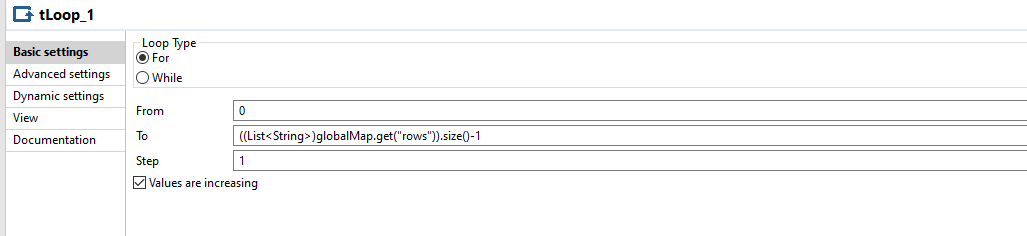 tLoop_1
Basic settings
Advanced settings
Dynamic settings
View
Documentation
Loop Type
For
While
From 0
To ((List<String>)globalMap.get("rows")).size()-1
Step 1
Values are increasing